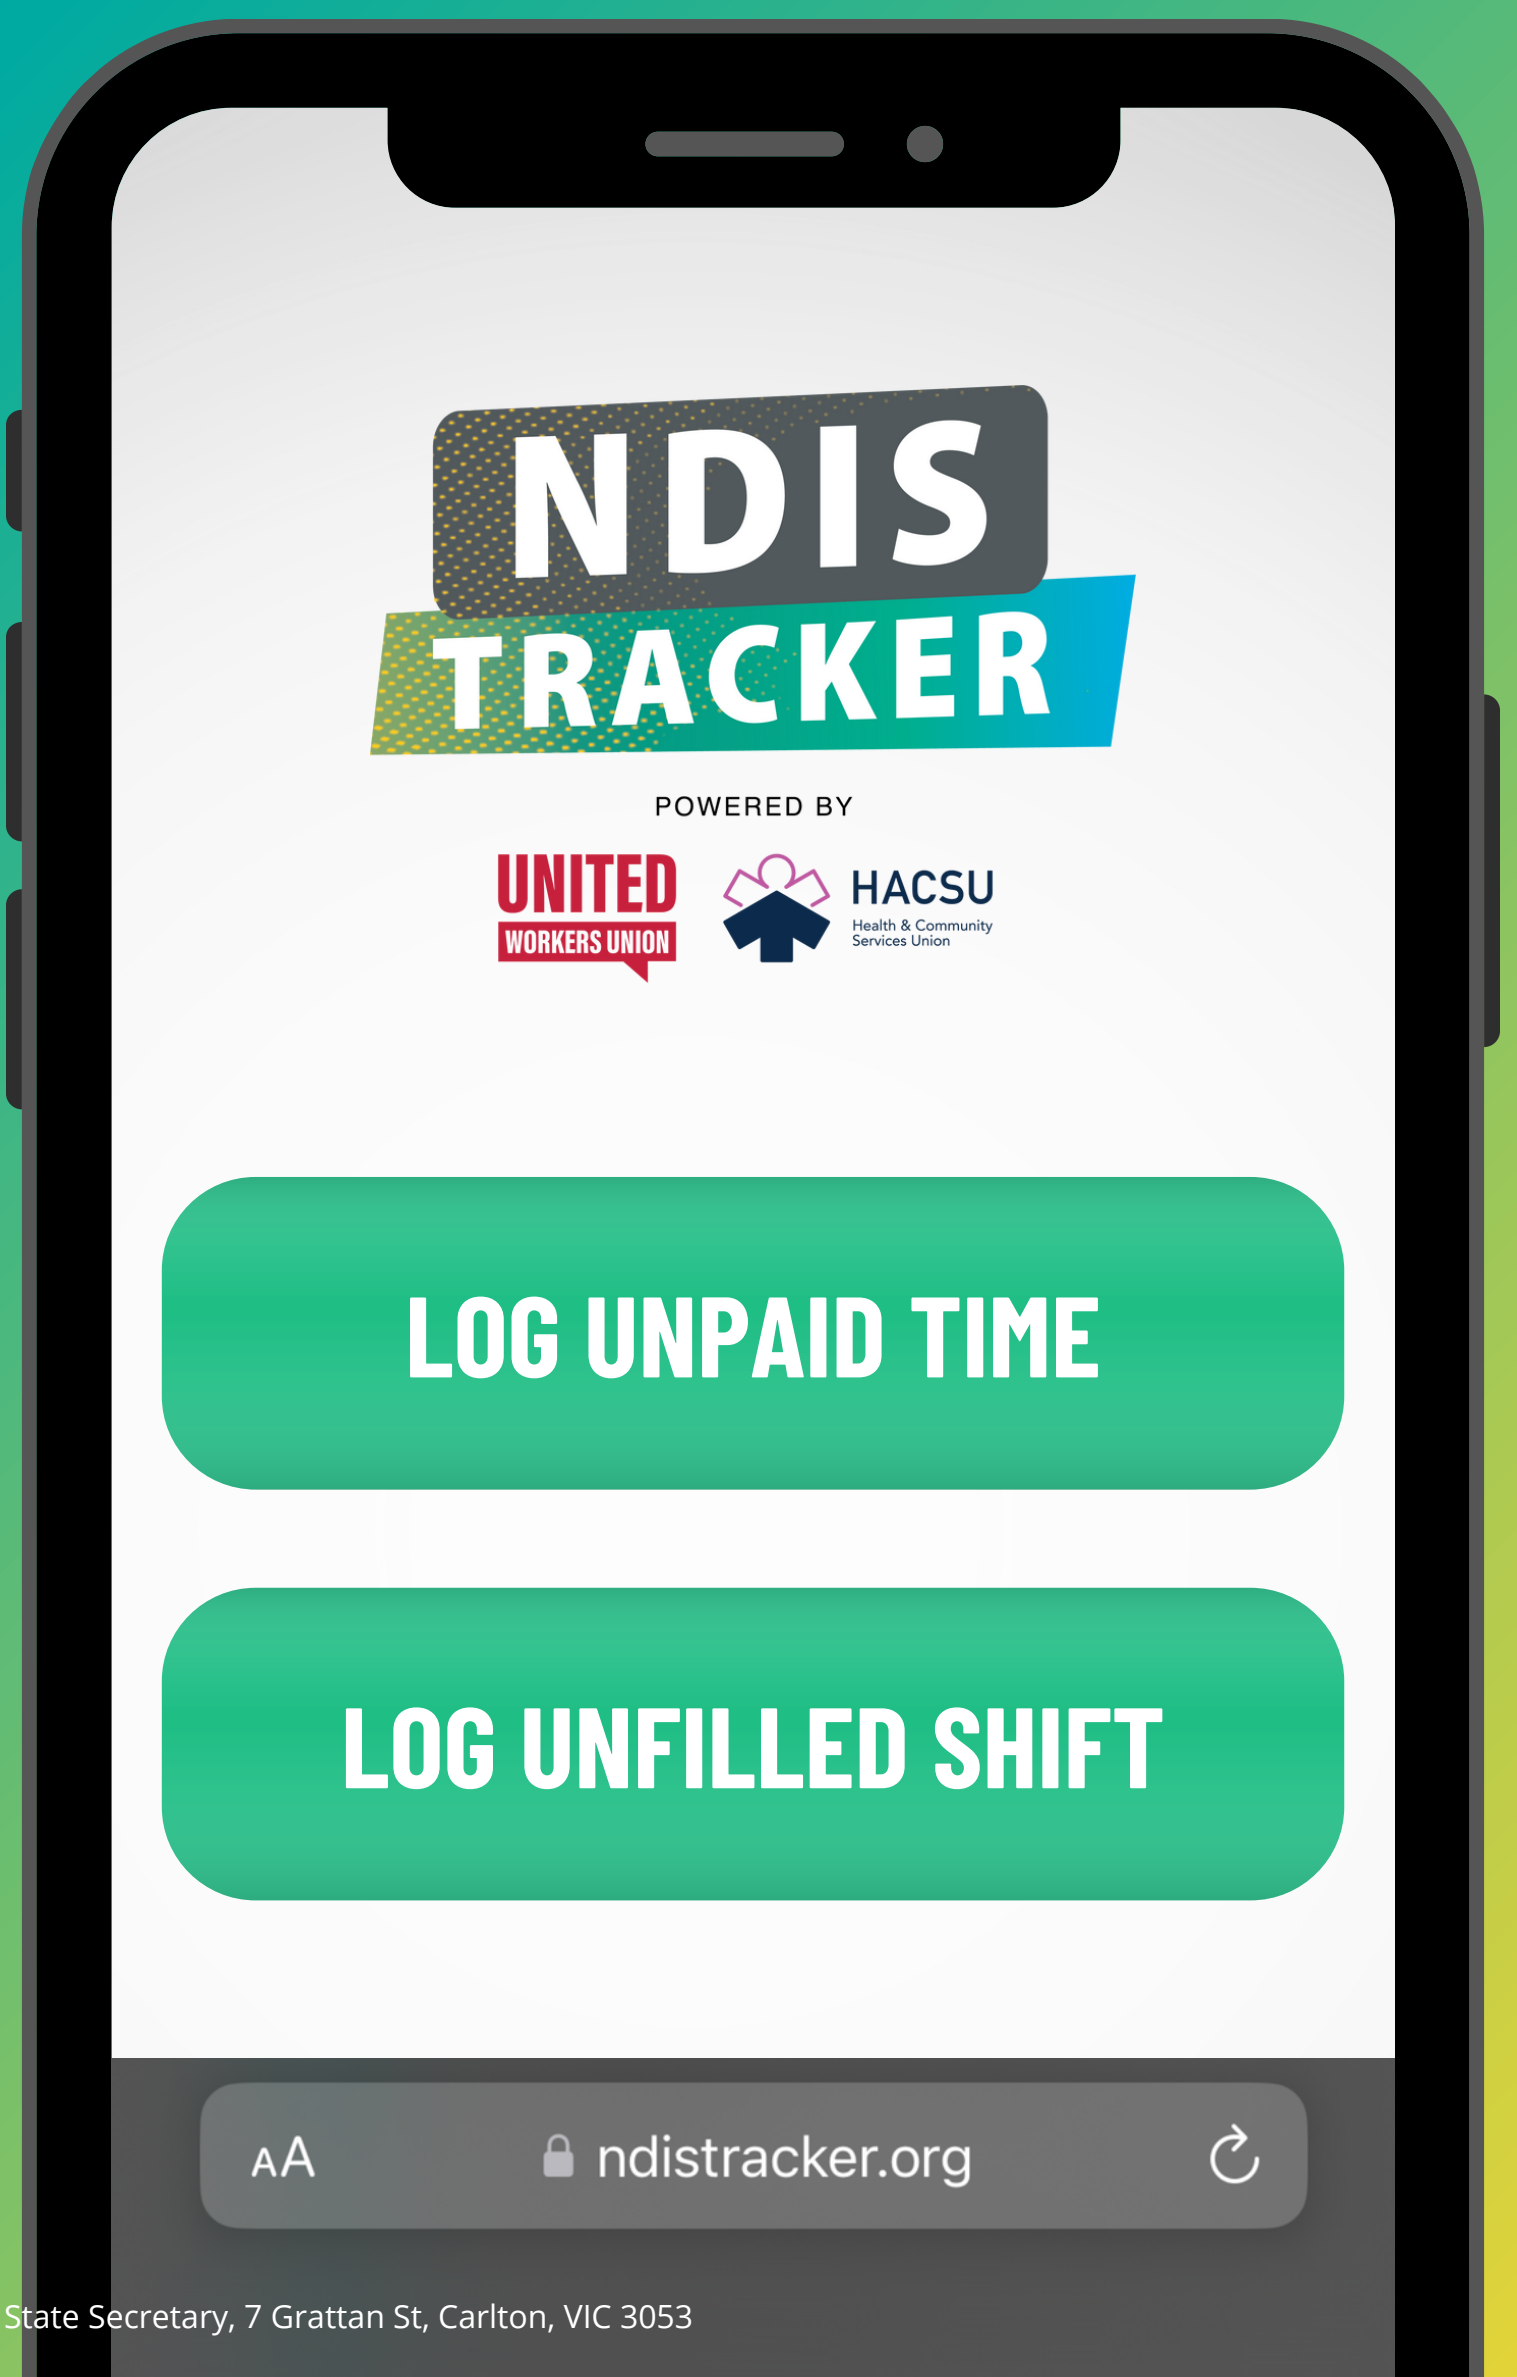 NDIS
TRACKER
POWERED BY
UNITED
WORKERS UNION
HACSU
Health & Community
Services Union
LOG UNPAID TIME
LOG UNFILLED SHIFT
AA
ndistracker.org
State Secretary, 7 Grattan St, Carlton, VIC 3053